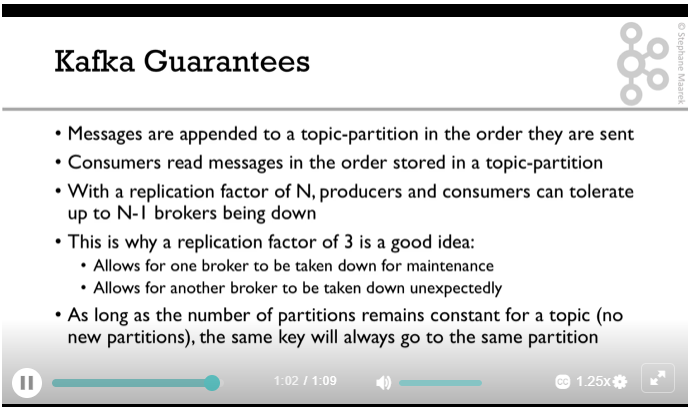 Kafka Guarantees
© Stephane Maarek
• Messages are appended to a topic-partition in the order they are sent
• Consumers read messages in the order stored in a topic-partition
• With a replication factor of N, producers and consumers can tolerate
up to N-1 brokers being down
• This is why a replication factor of 3 is a good idea:
• Allows for one broker to be taken down for maintenance
• Allows for another broker to be taken down unexpectedly
• As long as the number of partitions remains constant for a topic (no
new partitions), the same key will always go to the same partition
1:02 / 1:09
CC 1.25x